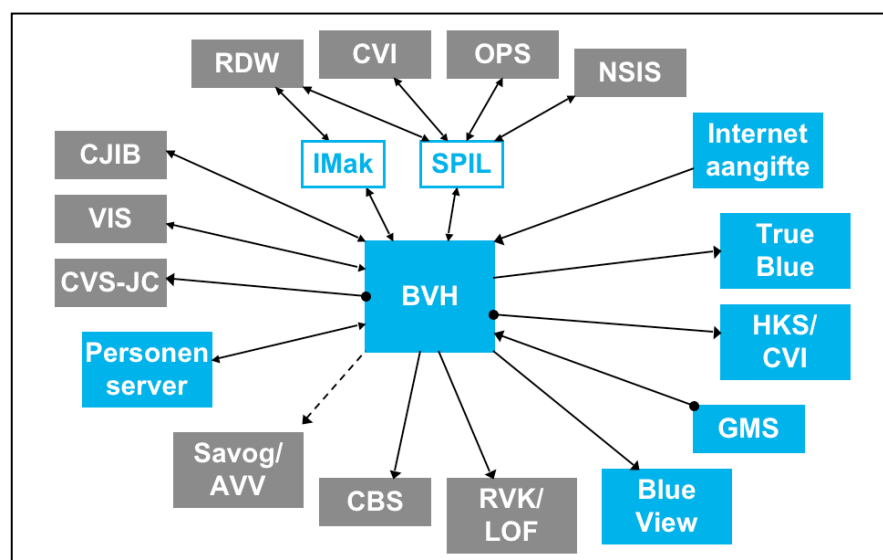 RDW
CVI
OPS
NSIS
CJIB
IMak
SPIL
Internet
aangifte
VIS
True
Blue
CVS-JC
BVH
HKS/
CVI
Personen
server
GMS
Savog/
AVV
CBS
RVK/
LOF
Blue
View